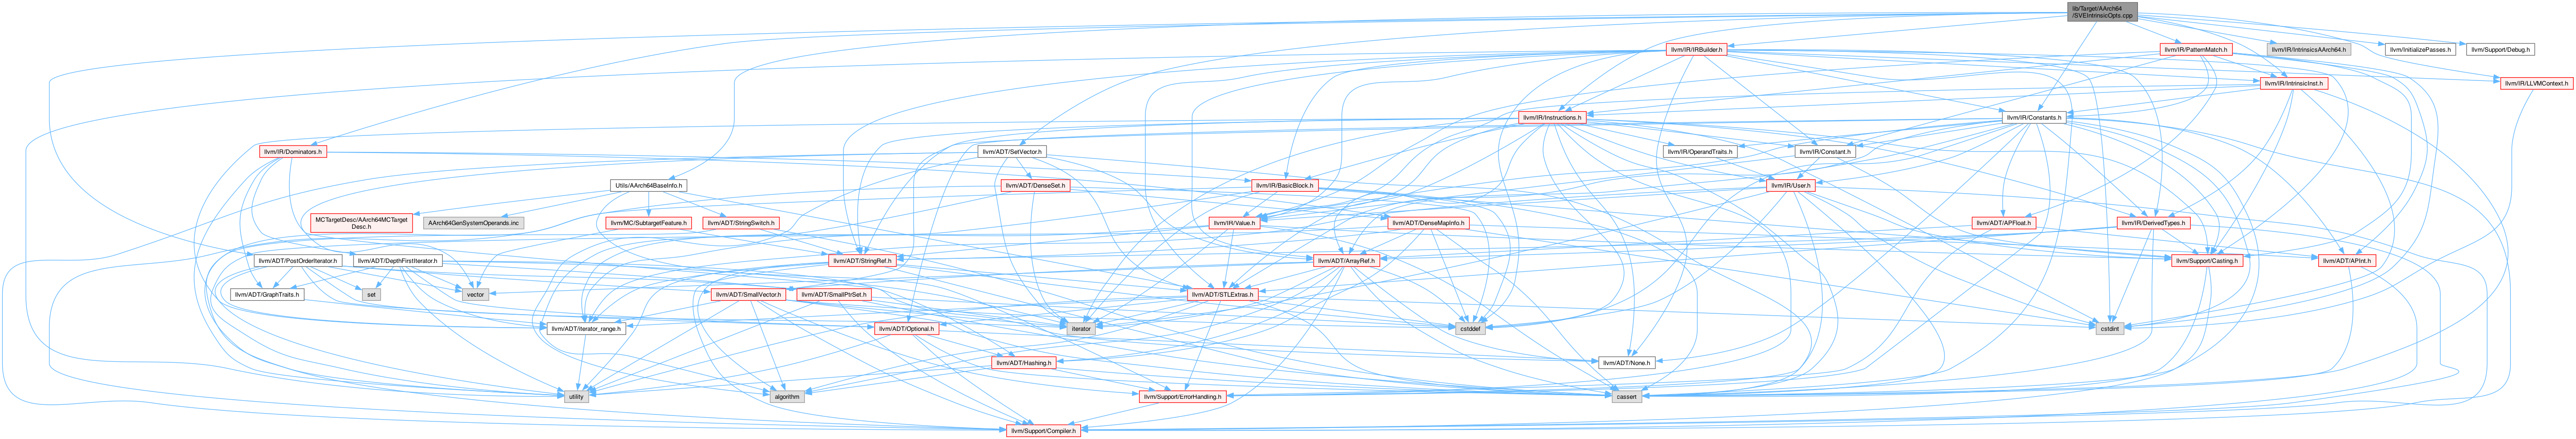 lib/Target/AArch64
/SVEIntrinsicOpts.cpp
llvm/IR/IRBuilder.h
llvm/IR/PatternMatch.h
llvm/IR/IntrinsicsAArch64.h
llvm/InitializePasses.h
llvm/Support/Debug.h
llvm/IR/IntrinsicInst.h
llvm/IR/LLVMContext.h
llvm/IR/Instructions.h
llvm/IR/Constants.h
llvm/IR/Dominators.h
llvm/ADT/SetVector.h
llvm/IR/OperandTraits.h
llvm/IR/Constant.h
Utils/AArch64BaseInfo.h
llvm/ADT/DenseSet.h
llvm/IR/BasicBlock.h
llvm/IR/User.h
MCTargetDesc/AArch64MCTarget
Desc.h
AArch64GenSystemOperands.inc
llvm/MC/SubtargetFeature.h
llvm/ADT/StringSwitch.h
llvm/IR/Value.h
llvm/ADT/DenseMapInfo.h
llvm/ADT/APFloat.h
llvm/IR/DerivedTypes.h
llvm/ADT/PostOrderIterator.h
llvm/ADT/DepthFirstIterator.h
llvm/ADT/StringRef.h
llvm/ADT/ArrayRef.h
llvm/Support/Casting.h
llvm/ADT/APInt.h
llvm/ADT/GraphTraits.h
set
vector
llvm/ADT/SmallVector.h
llvm/ADT/SmallPtrSet.h
llvm/ADT/STLExtras.h
llvm/ADT/iterator_range.h
llvm/ADT/Optional.h
iterator
cstddef
cstdint
llvm/ADT/Hashing.h
llvm/ADT/None.h
utility
algorithm
llvm/Support/ErrorHandling.h
cassert
llvm/Support/Compiler.h